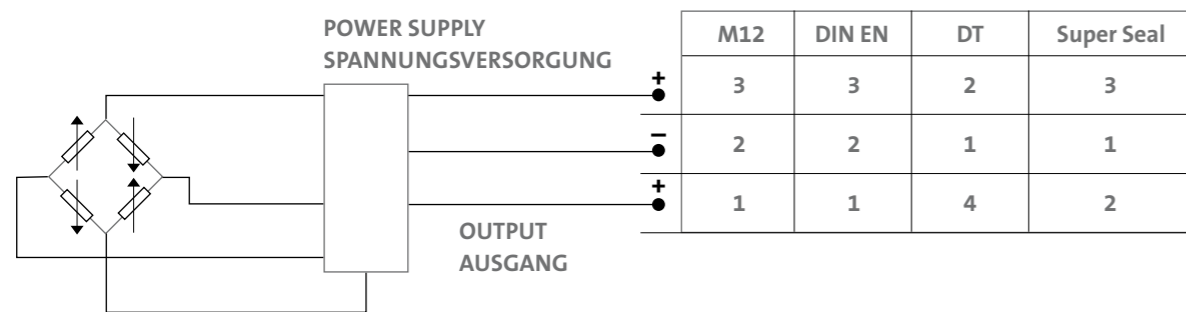 POWER SUPPLY
SPANNUNGSVERSORGUNG
M12 DIN EN DT Super Seal
+ 3 3 2 3
– 2 2 1 1
+ 1 1 4 2
OUTPUT
AUSGANG